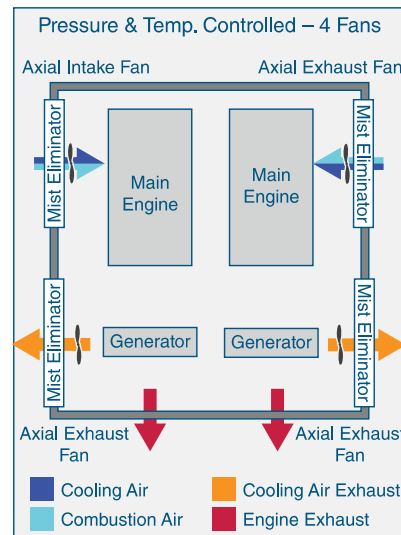 Pressure & Temp. Controlled – 4 Fans
Axial Intake Fan
Axial Exhaust Fan
Mist Eliminator
Main
Engine
Main
Engine
Mist Eliminator
Mist Eliminator
Generator
Generator
Mist Eliminator
Axial Exhaust
Fan
Axial Exhaust
Fan
Cooling Air
Cooling Air Exhaust
Combustion Air
Engine Exhaust